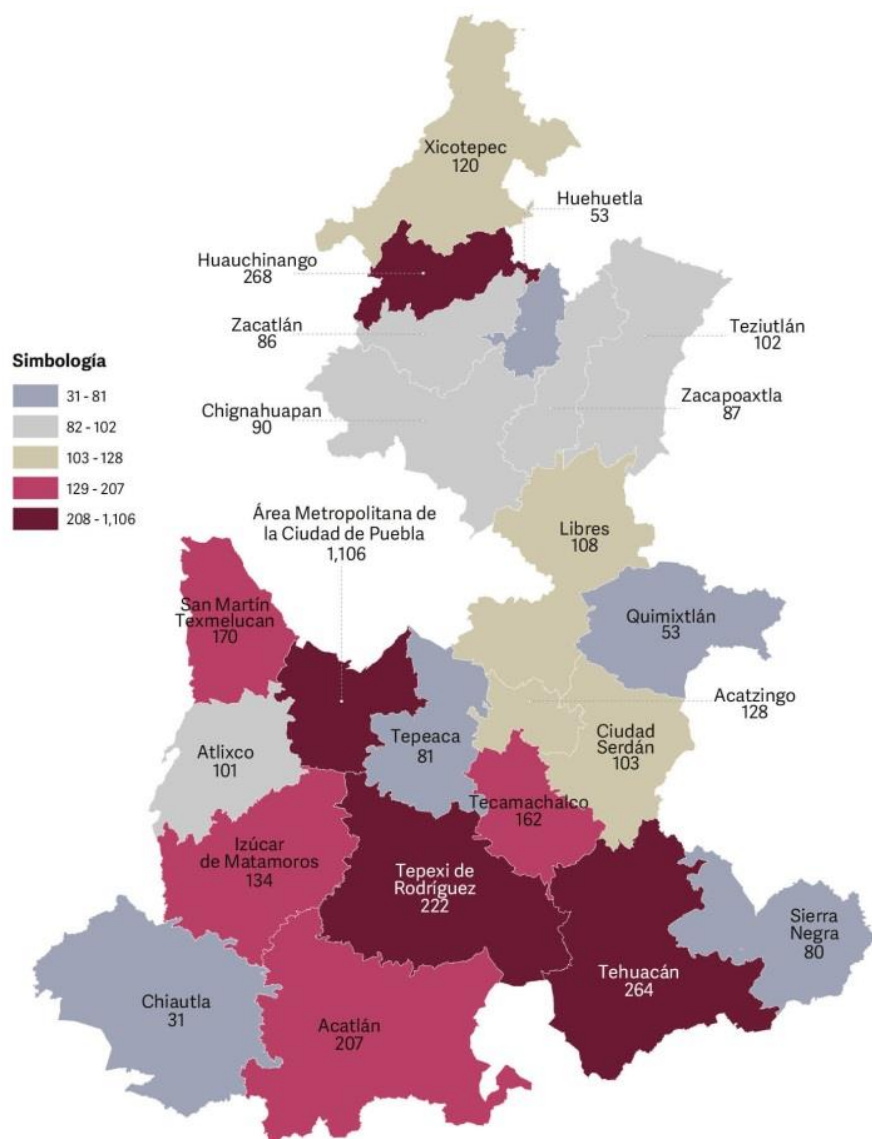 Xicotepec
120
Huehuetla
53
Huauchinango
268
Zacatlán
86
Teziutlán
102
Simbología
31 - 81
82 - 102
103 - 128
129 - 207
208 - 1,106
Chignahuapan
90
Zacapoaxtla
87
Área Metropolitana de
la Ciudad de Puebla
1,106
Libres
108
San Martín
Texmelucan
170
Quimixtlán
53
Acatzingo
128
Atlixco
101
Tepeaca
81
Ciudad
Serdán
103
Tecamachalco
162
Izúcar
de Matamoros
134
Tepexi de
Rodríguez
222
Sierra
Negra
80
Tehuacán
264
Chiautla
31
Acatlán
207